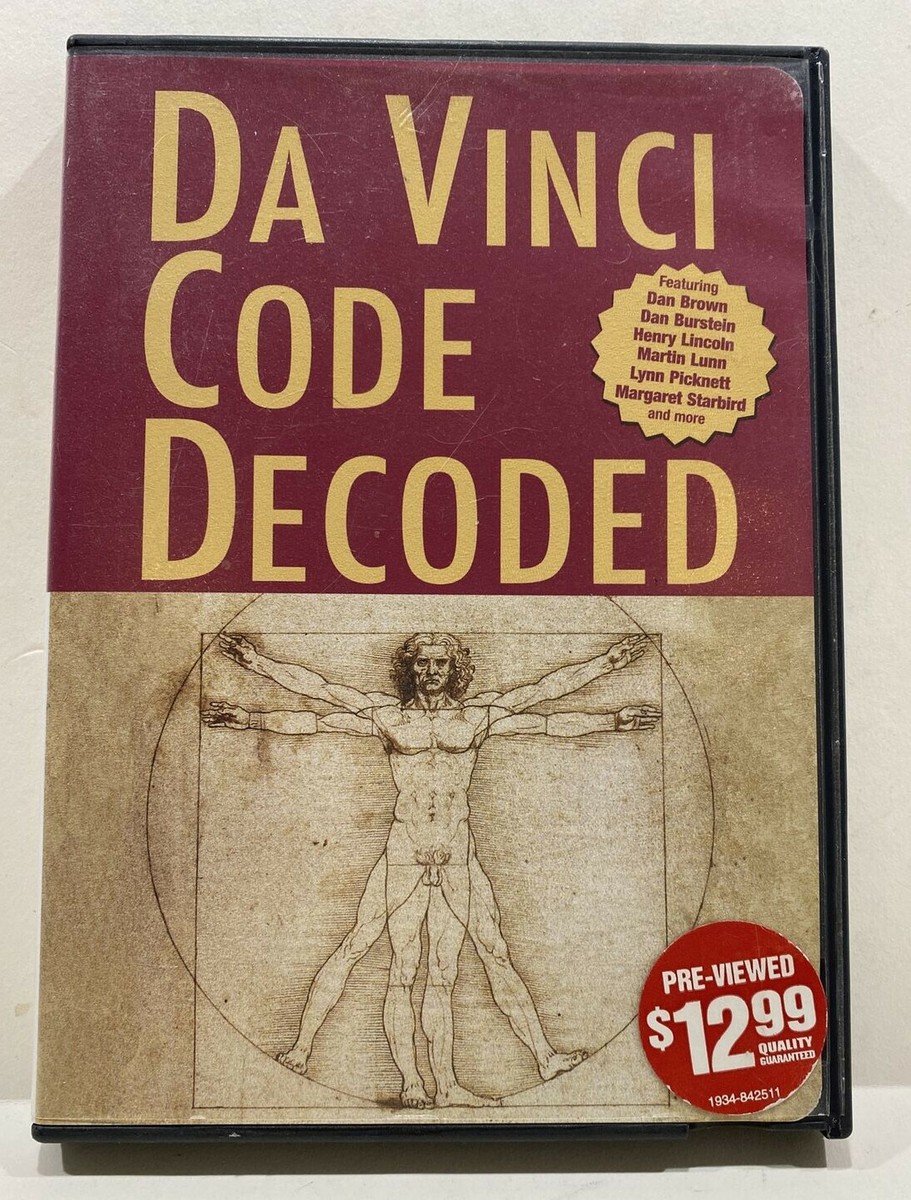 DA VINCI
CODE
DECODED
Featuring
Dan Brown
Dan Burstein
Henry Lincoln
Martin Lunn
Lynn Picknett
Margaret Starbird
and more
PRE-VIEWED
$12.99
QUALITY
GUARANTEED
1934-842511